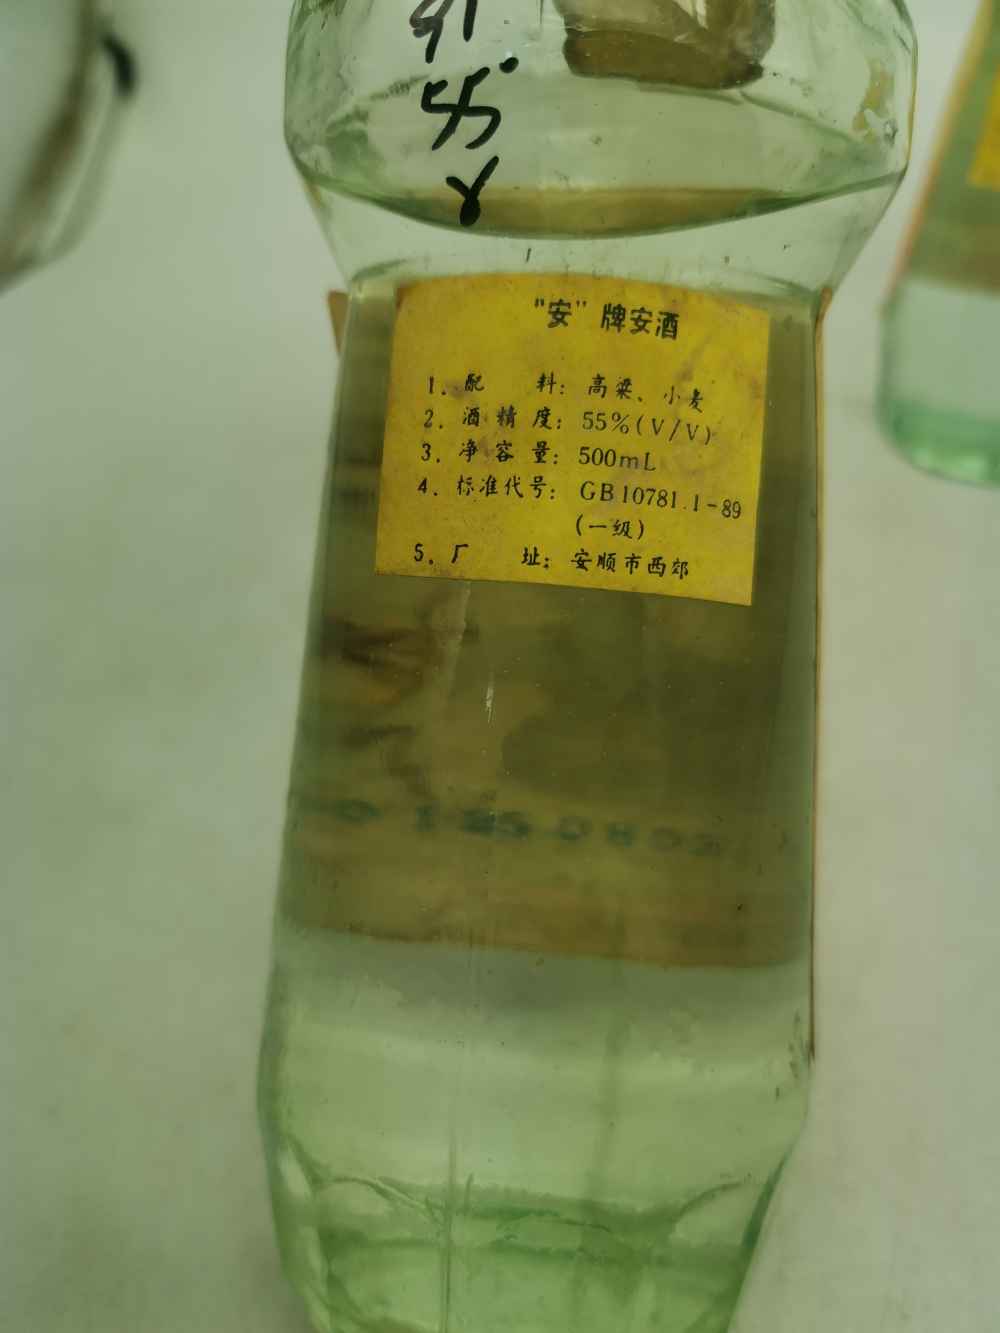 91
55°
"安"牌安酒
1. 配 料: 高粱、小麦
2. 酒精度: 55%(V/V)
3. 净容量: 500mL
4. 标准代号: GB10781.1-89
(一级)
5. 厂 址: 安顺市西郊